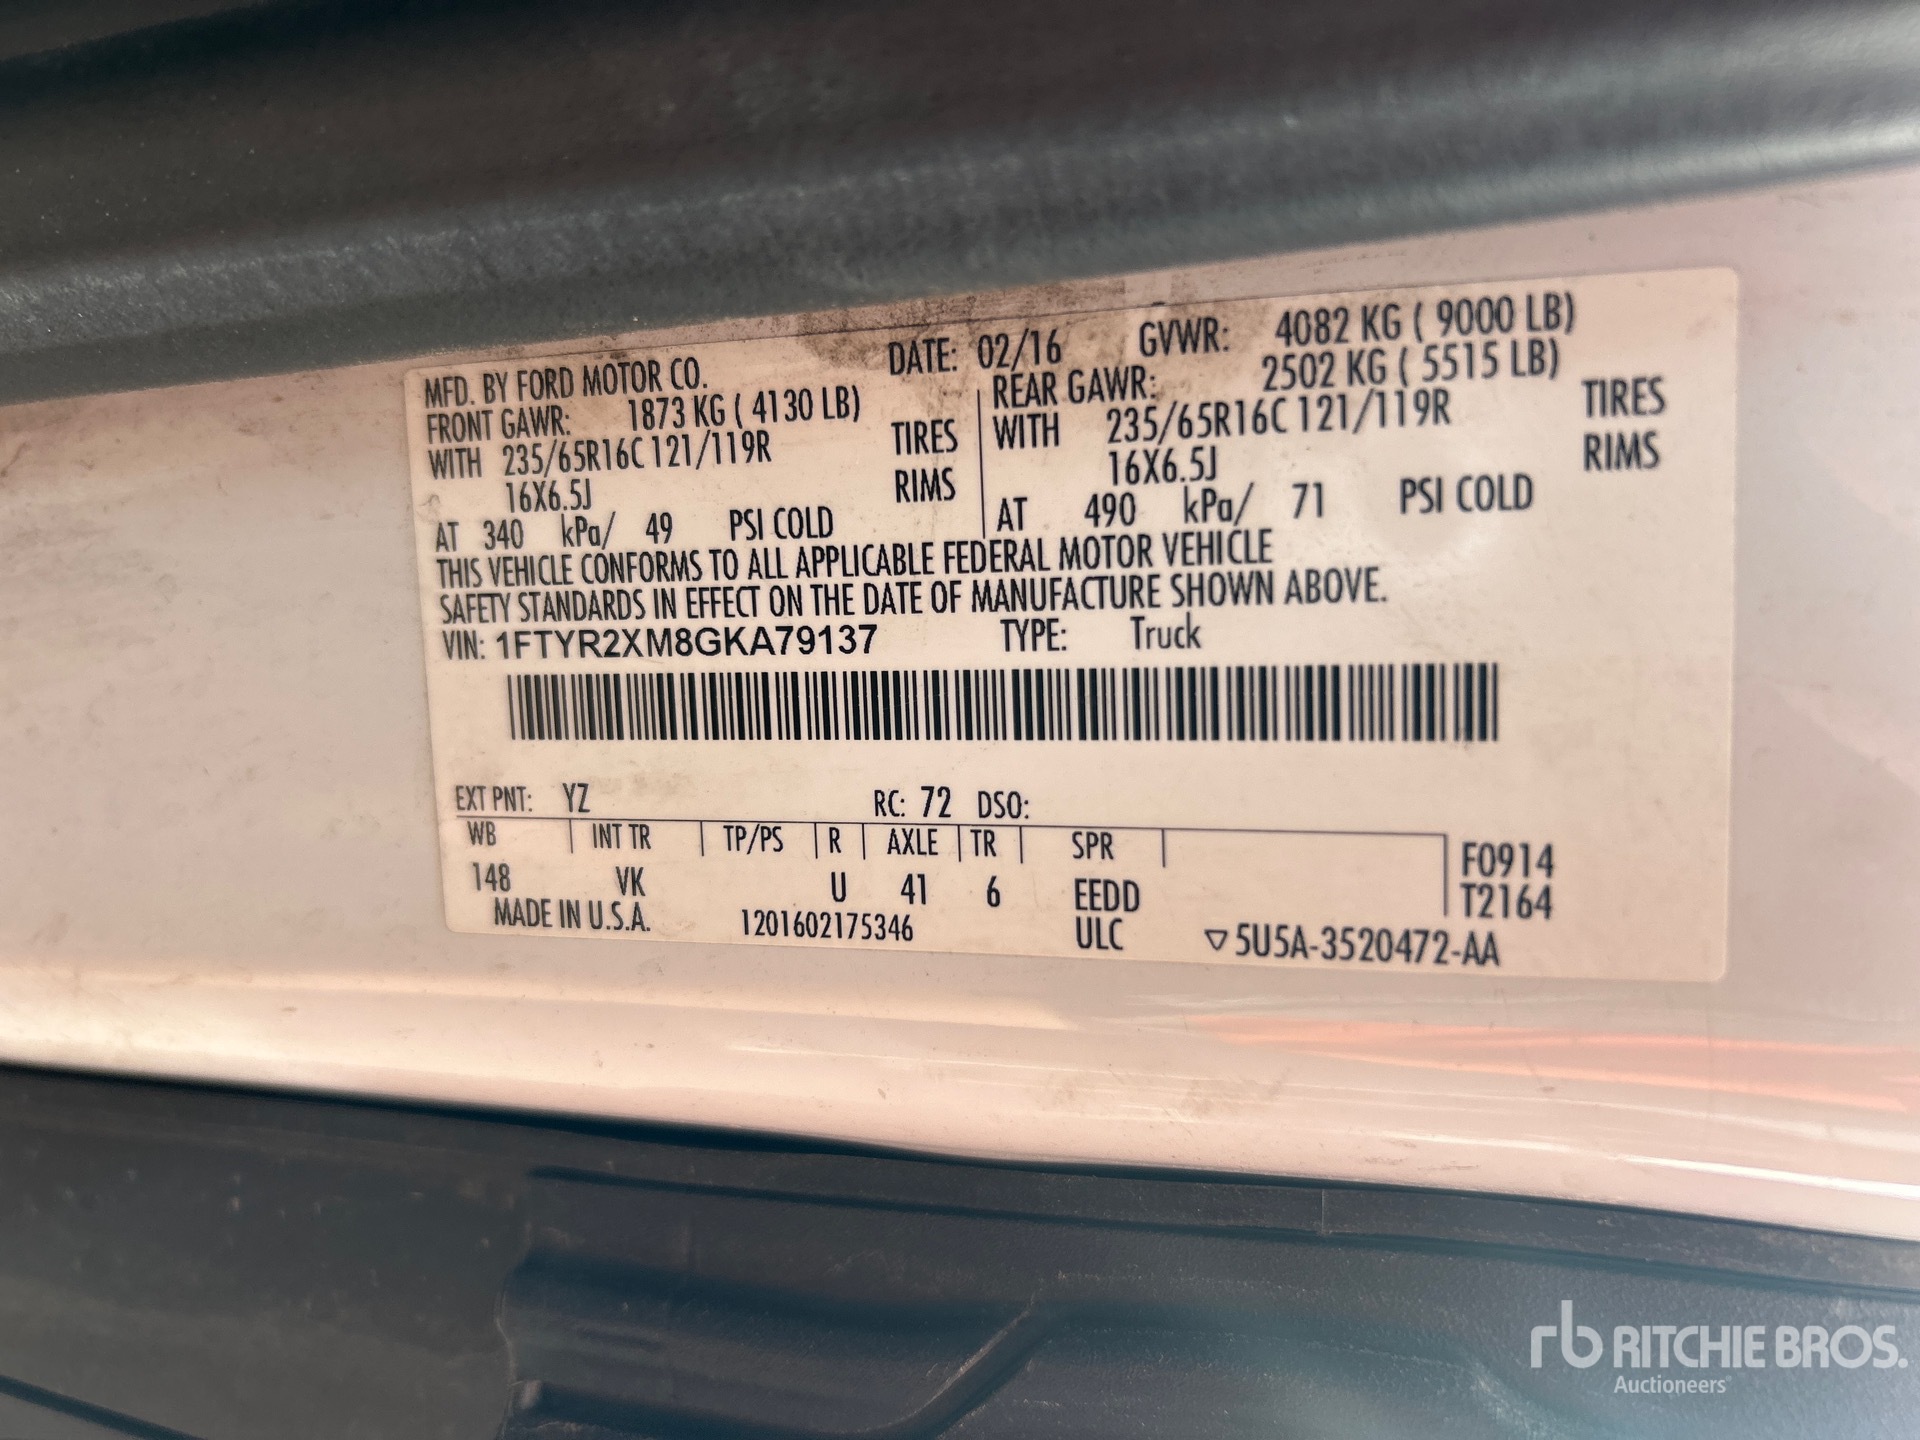 MFD. BY FORD MOTOR CO. DATE: 02/16 GVWR: 4082 KG ( 9000 LB)
FRONT GAWR: 1873 KG ( 4130 LB) REAR GAWR: 2502 KG ( 5515 LB)
WITH 235/65R16C 121/119R TIRES WITH 235/65R16C 121/119R TIRES
16X6.5J RIMS 16X6.5J RIMS
AT 340 kPa/ 49 PSI COLD AT 490 kPa/ 71 PSI COLD
THIS VEHICLE CONFORMS TO ALL APPLICABLE FEDERAL MOTOR VEHICLE
SAFETY STANDARDS IN EFFECT ON THE DATE OF MANUFACTURE SHOWN ABOVE.
VIN: 1FTYR2XM8GKA79137 TYPE: Truck
EXT PNT: YZ RC: 72 DSO:
WB INT TR TP/PS R AXLE TR SPR F0914
148 VK U 41 6 EEDD T2164
MADE IN U.S.A. 1201602175346 ULC ▽5U5A-3520472-AA
rb RITCHIE BROS.
Auctioneers